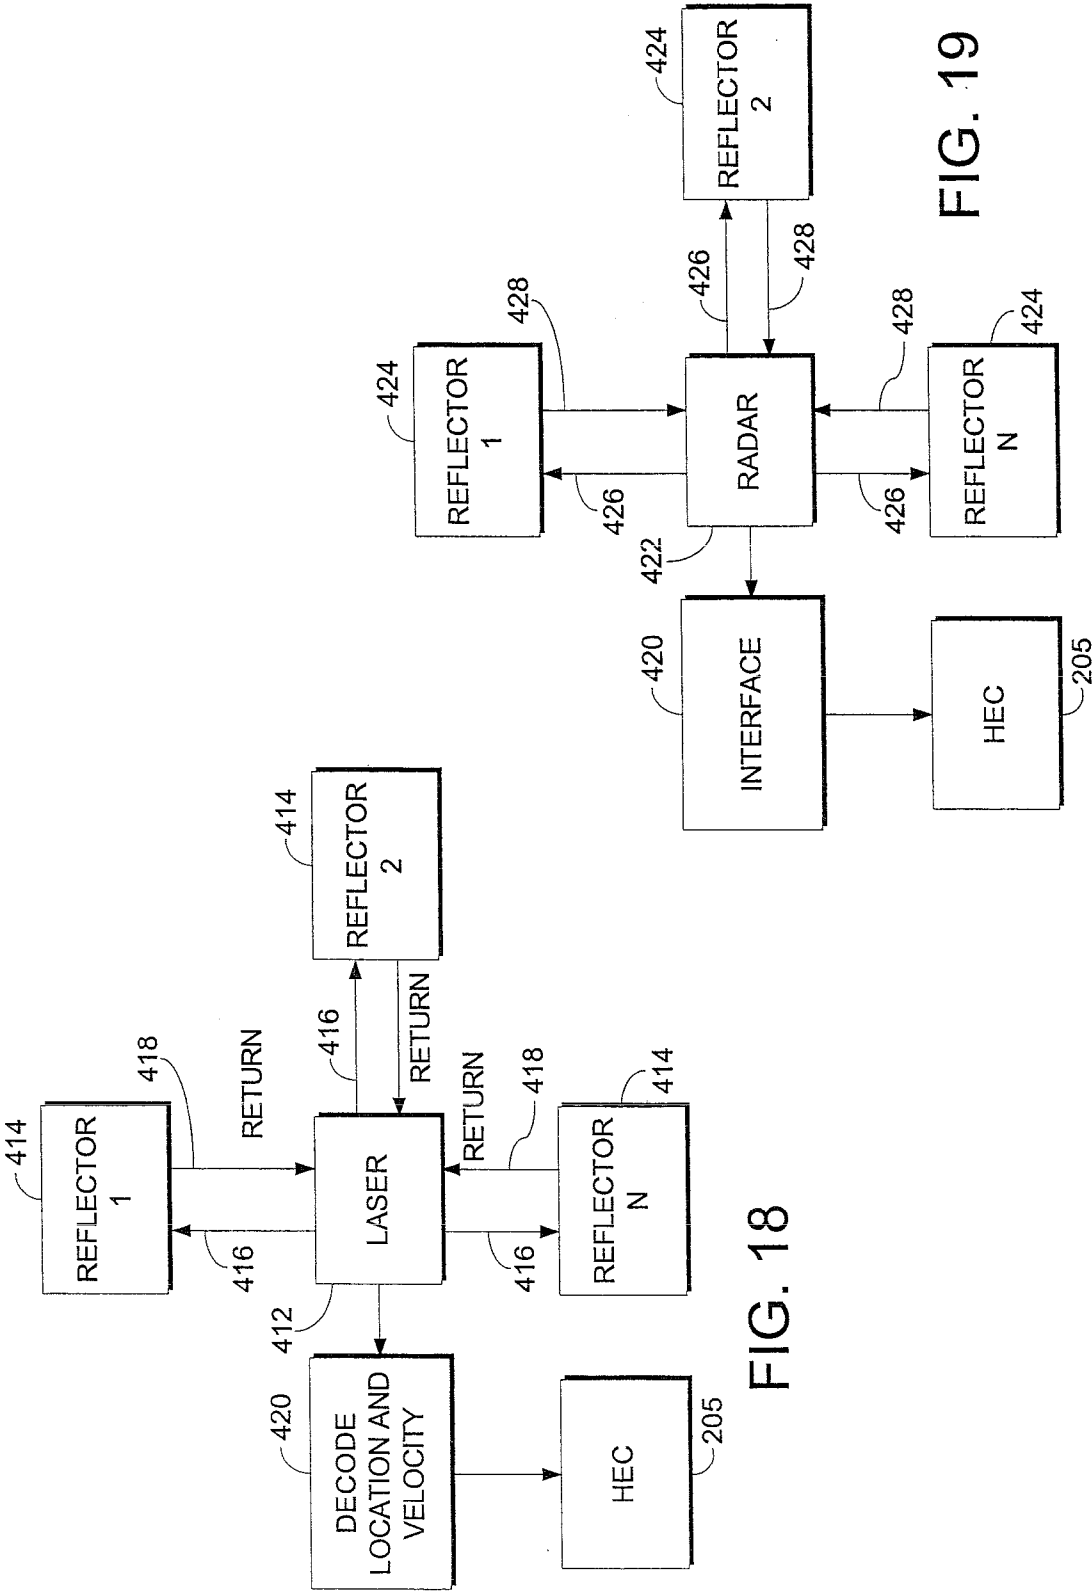 414
REFLECTOR
1
418
RETURN
416
412
LASER
416
RETURN
414
REFLECTOR
2
420
DECODE
LOCATION AND
VELOCITY
416
RETURN
418
REFLECTOR
N
414
HEC
205
FIG. 18
424
REFLECTOR
1
428
426
422
RADAR
426
428
424
REFLECTOR
2
420
INTERFACE
426
428
REFLECTOR
N
424
HEC
205
FIG. 19